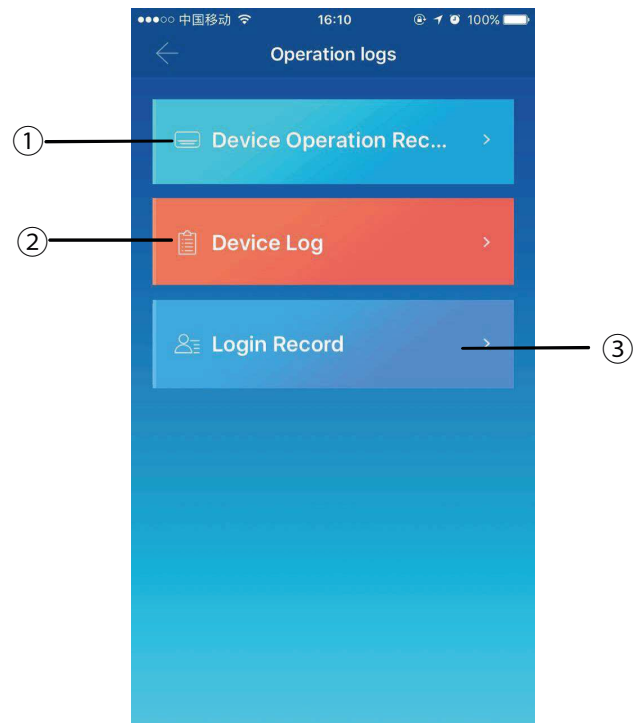 中国移动 16:10 100%
Operation logs
① Device Operation Rec...
② Device Log
Login Record ③